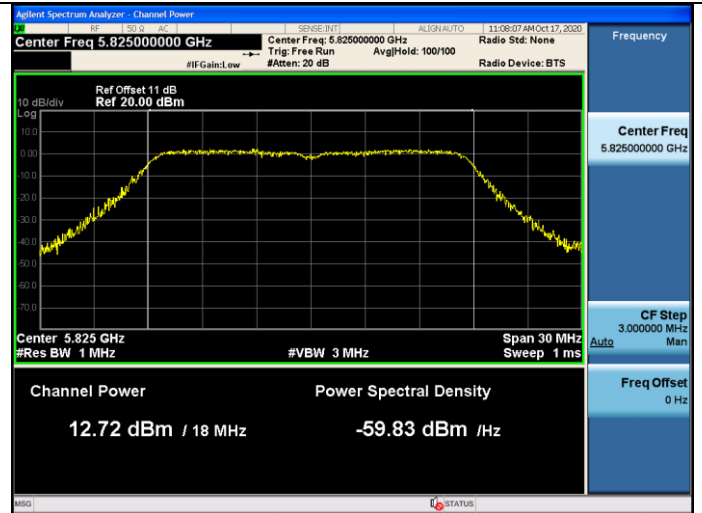 Agilent Spectrum Analyzer - Channel Power
RF 50 Ω AC SENSE:INT ALIGN AUTO 11:08:07 AM Oct 17, 2020
Center Freq 5.825000000 GHz
Center Freq: 5.825000000 GHz
Radio Std: None
Trig: Free Run Avg|Hold: 100/100
#IFGain:Low #Atten: 20 dB
Radio Device: BTS
Ref Offset 11 dB
10 dB/div Ref 20.00 dBm
Log
10.0
0.00
-10.0
-20.0
-30.0
-40.0
-50.0
-60.0
-70.0
Center 5.825 GHz Span 30 MHz
#Res BW 1 MHz #VBW 3 MHz Sweep 1 ms
Channel Power Power Spectral Density
12.72 dBm / 18 MHz -59.83 dBm /Hz
MSG STATUS
Frequency
Center Freq
5.825000000 GHz
CF Step
3.000000 MHz
Auto Man
Freq Offset
0 Hz